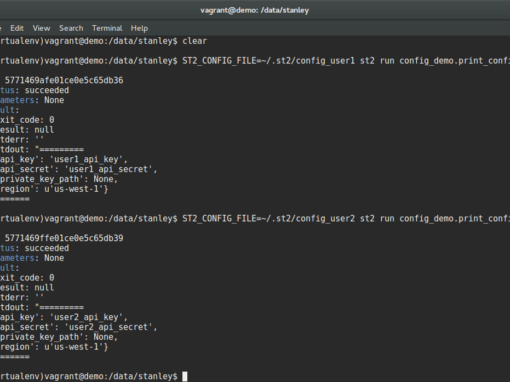 vagrant@demo: /data/stanley
Edit View Search Terminal Help
rtualenv)vagrant@demo:/data/stanley$ clear
rtualenv)vagrant@demo:/data/stanley$ ST2_CONFIG_FILE=~/.st2/config_user1 st2 run config_demo.print_confi
5771469afe01ce0e5c65db36
tus: succeeded
ameters: None
ult:
xit_code: 0
esult: null
tderr: ''
tdout: "=========
api_key': 'user1_api_key',
api_secret': 'user1_api_secret',
private_key_path': None,
region': u'us-west-1'}
======
rtualenv)vagrant@demo:/data/stanley$ ST2_CONFIG_FILE=~/.st2/config_user2 st2 run config_demo.print_confi
5771469ffe01ce0e5c65db39
tus: succeeded
ameters: None
ult:
xit_code: 0
esult: null
tderr: ''
tdout: "=========
api_key': 'user2_api_key',
api_secret': 'user2_api_secret',
private_key_path': None,
region': u'us-west-1'}
======
rtualenv)vagrant@demo:/data/stanley$